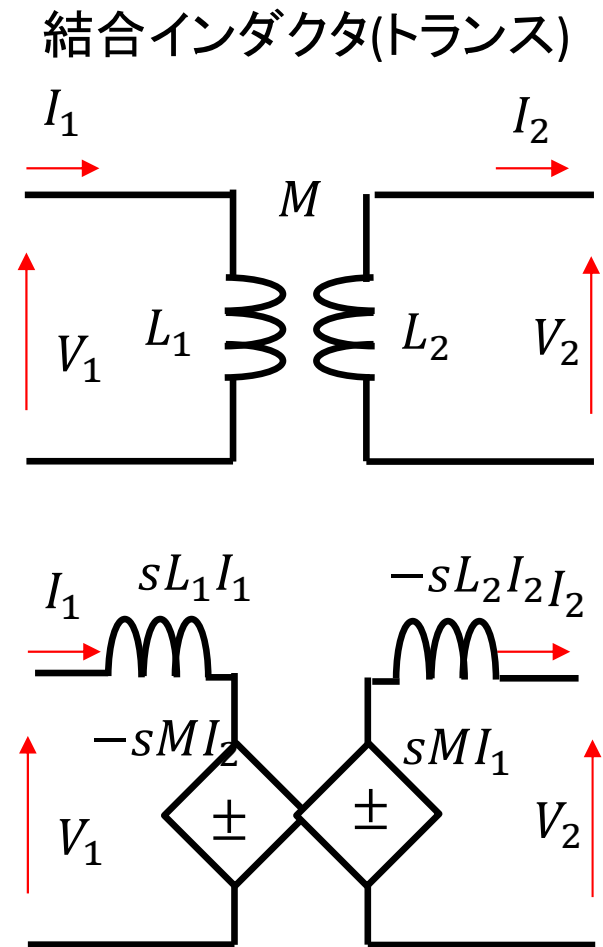 結合インダクタ(トランス)
I₁
I₂
M
L₁
L₂
V₁
V₂
sL₁I₁
−sL₂I₂
I₁
I₂
−sMI₂
sMI₁
±
±
V₁
V₂